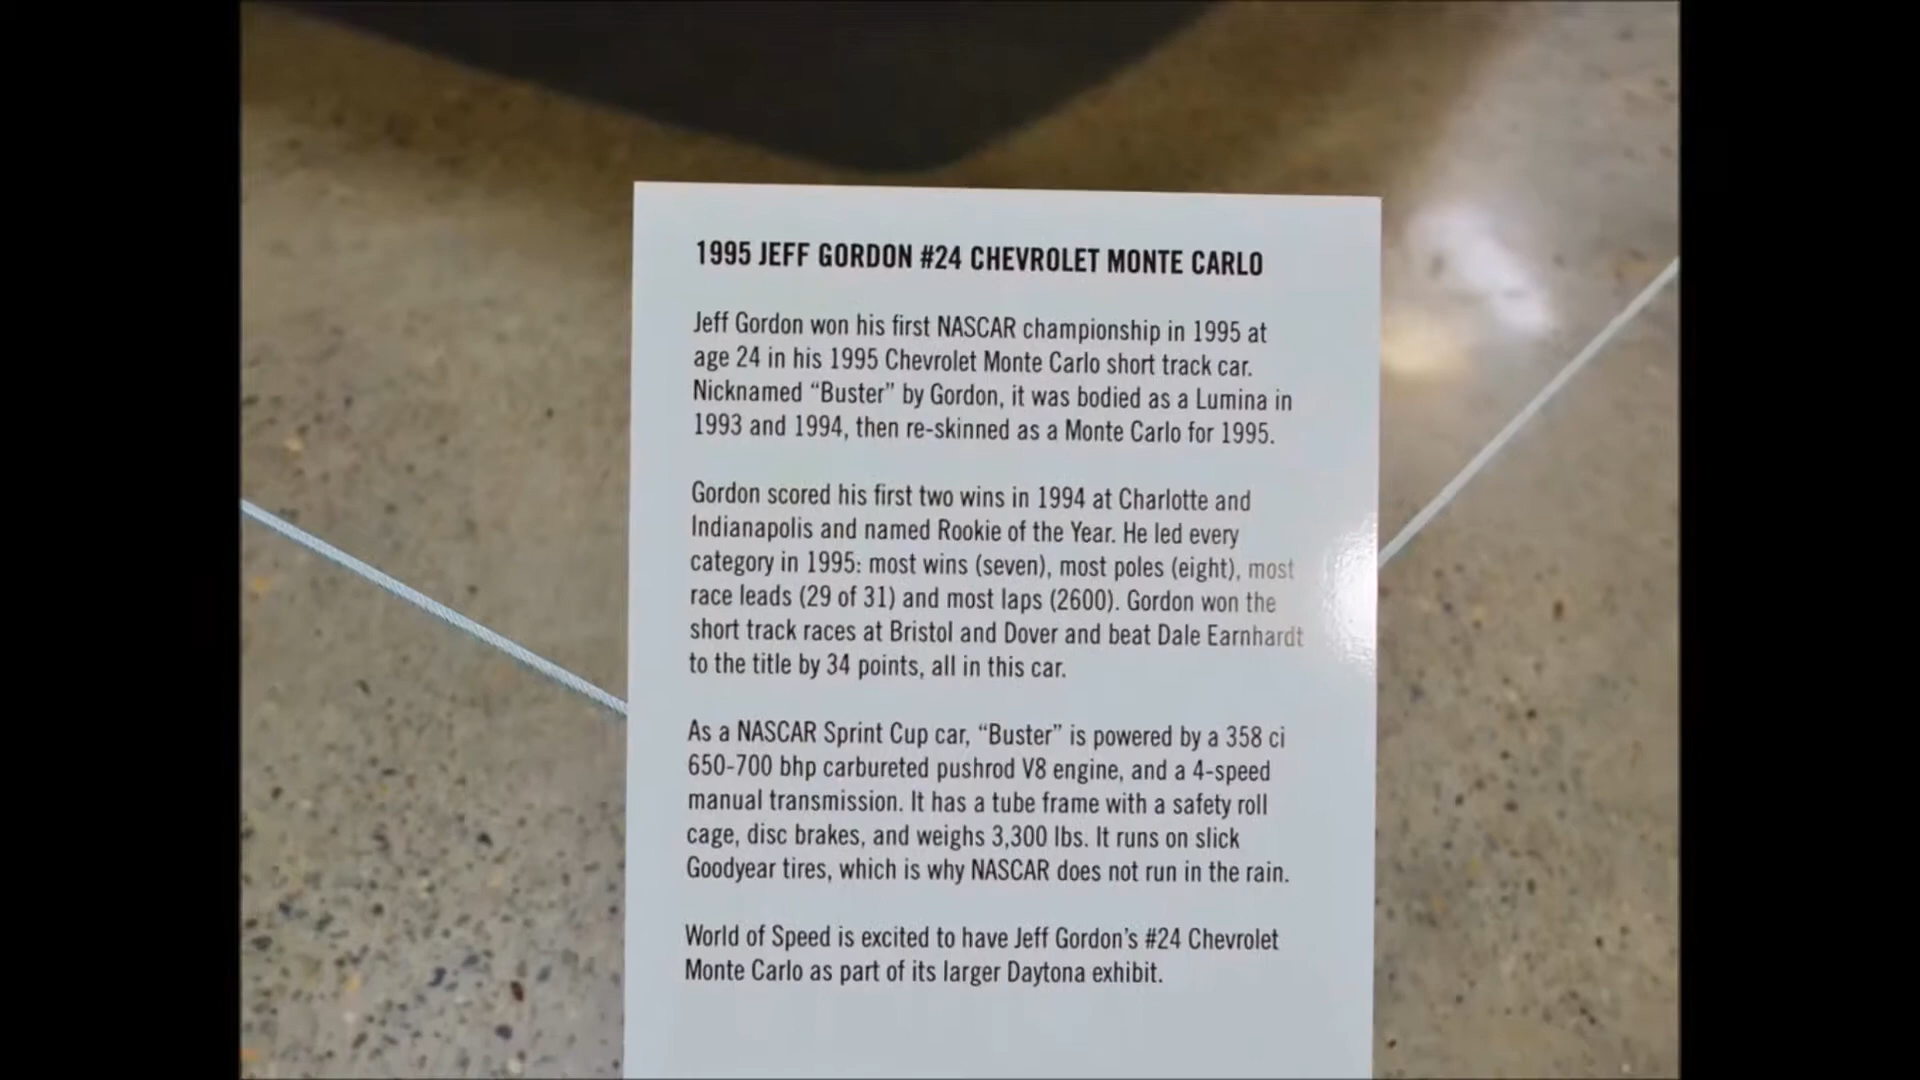 1995 JEFF GORDON #24 CHEVROLET MONTE CARLO
Jeff Gordon won his first NASCAR championship in 1995 at
age 24 in his 1995 Chevrolet Monte Carlo short track car.
Nicknamed “Buster” by Gordon, it was bodied as a Lumina in
1993 and 1994, then re-skinned as a Monte Carlo for 1995.
Gordon scored his first two wins in 1994 at Charlotte and
Indianapolis and named Rookie of the Year. He led every
category in 1995: most wins (seven), most poles (eight), most
race leads (29 of 31) and most laps (2600). Gordon won the
short track races at Bristol and Dover and beat Dale Earnhardt
to the title by 34 points, all in this car.
As a NASCAR Sprint Cup car, “Buster” is powered by a 358 ci
650-700 bhp carbureted pushrod V8 engine, and a 4-speed
manual transmission. It has a tube frame with a safety roll
cage, disc brakes, and weighs 3,300 lbs. It runs on slick
Goodyear tires, which is why NASCAR does not run in the rain.
World of Speed is excited to have Jeff Gordon’s #24 Chevrolet
Monte Carlo as part of its larger Daytona exhibit.